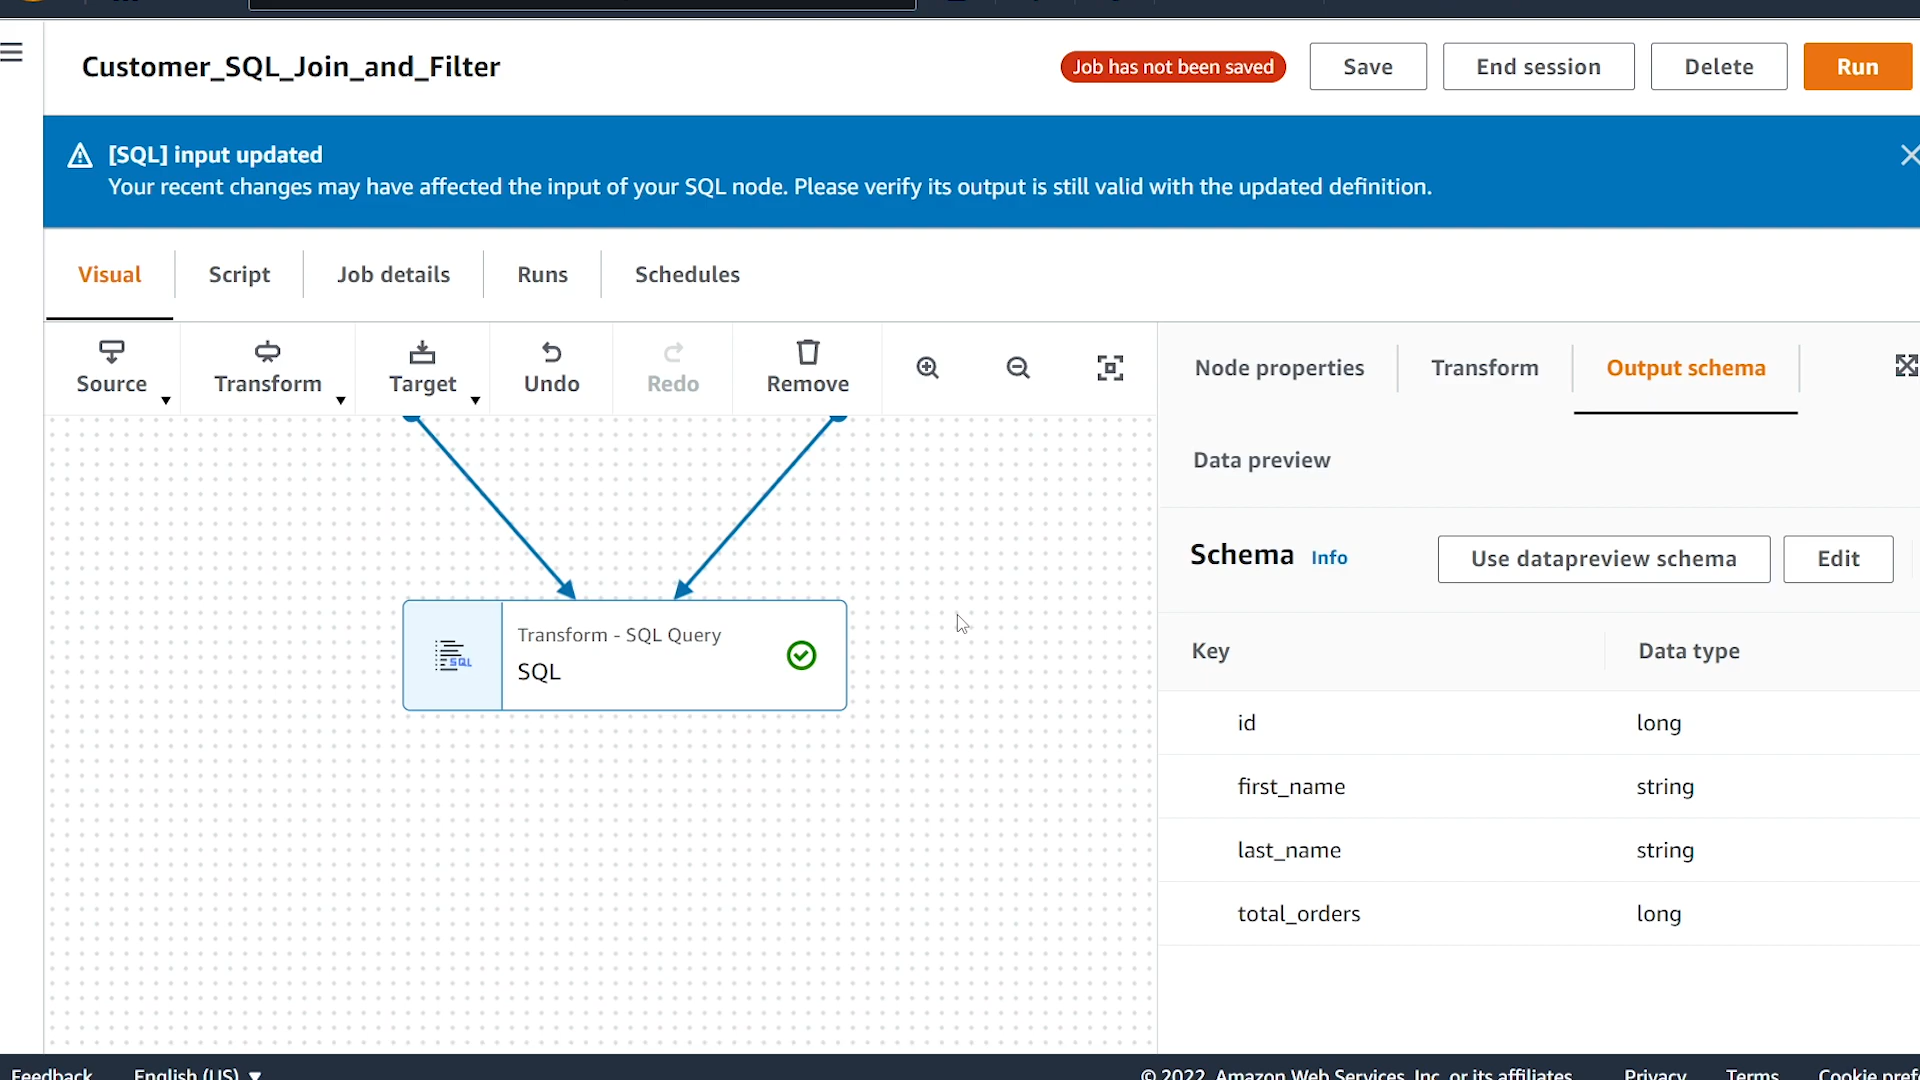 Customer_SQL_Join_and_Filter
Job has not been saved
Save
End session
Delete
Run
[SQL] input updated
Your recent changes may have affected the input of your SQL node. Please verify its output is still valid with the updated definition.
Visual
Script
Job details
Runs
Schedules
Source
Transform
Target
Undo
Redo
Remove
Node properties
Transform
Output schema
Data preview
Schema
Info
Use datapreview schema
Edit
Key
Data type
id
long
first_name
string
last_name
string
total_orders
long
SQL
Transform - SQL Query
SQL
Feedback
English (US)
© 2022, Amazon Web Services, Inc. or its affiliates.
Privacy
Terms
Cookie pref